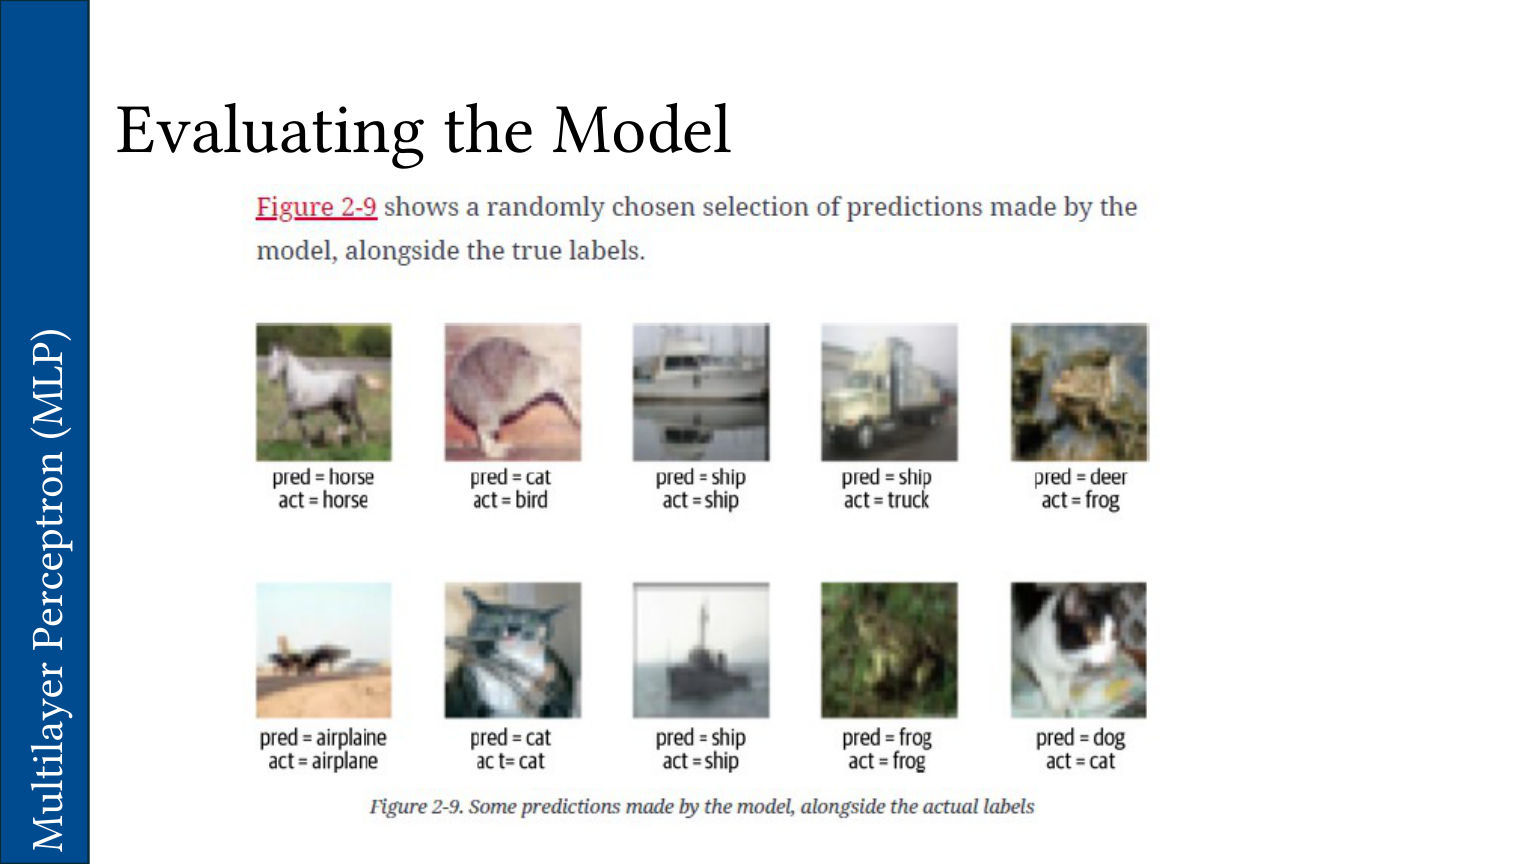 Multilayer Perceptron (MLP)
Evaluating the Model
Figure 2-9 shows a randomly chosen selection of predictions made by the
model, alongside the true labels.
pred = horse
act = horse
pred = cat
act = bird
pred = ship
act = ship
pred = ship
act = truck
pred = deer
act = frog
pred = airplaine
act = airplane
pred = cat
ac t= cat
pred = ship
act = ship
pred = frog
act = frog
pred = dog
act = cat
Figure 2-9. Some predictions made by the model, alongside the actual labels